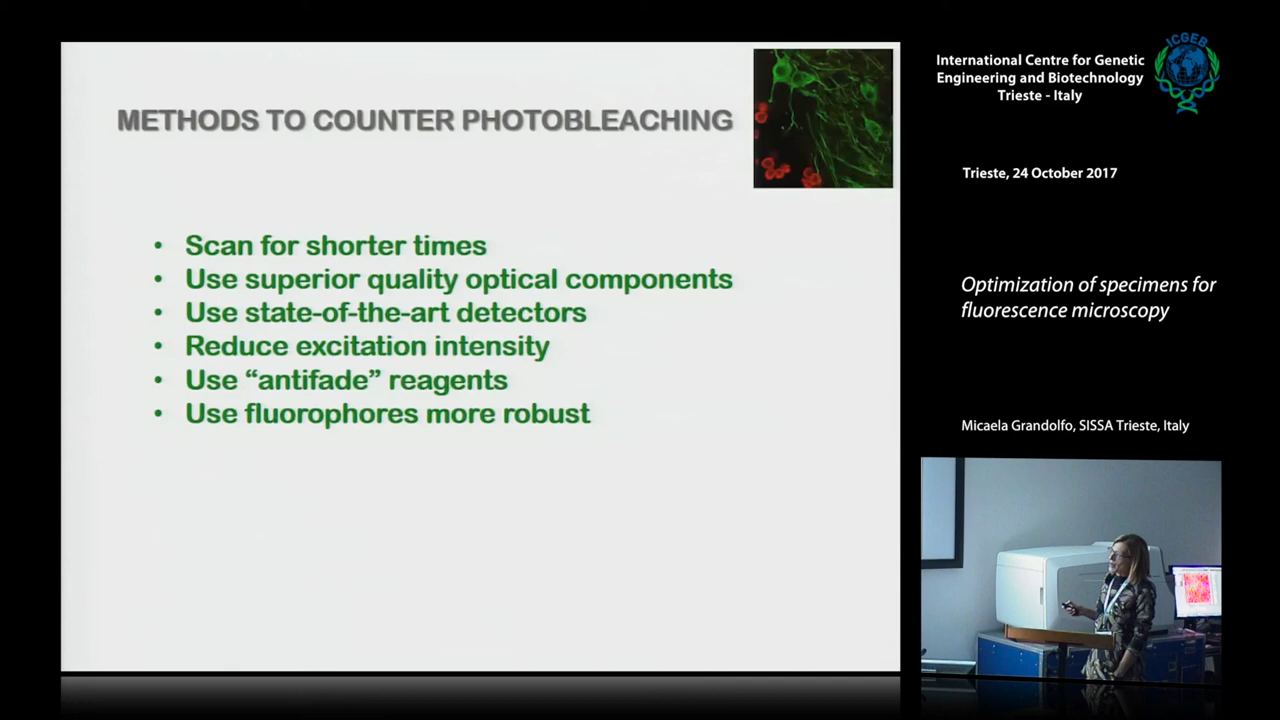 METHODS TO COUNTER PHOTOBLEACHING
• Scan for shorter times
• Use superior quality optical components
• Use state-of-the-art detectors
• Reduce excitation intensity
• Use “antifade” reagents
• Use fluorophores more robust
International Centre for Genetic
Engineering and Biotechnology
Trieste - Italy
ICGEB
Trieste, 24 October 2017
Optimization of specimens for
fluorescence microscopy
Micaela Grandolfo, SISSA Trieste, Italy